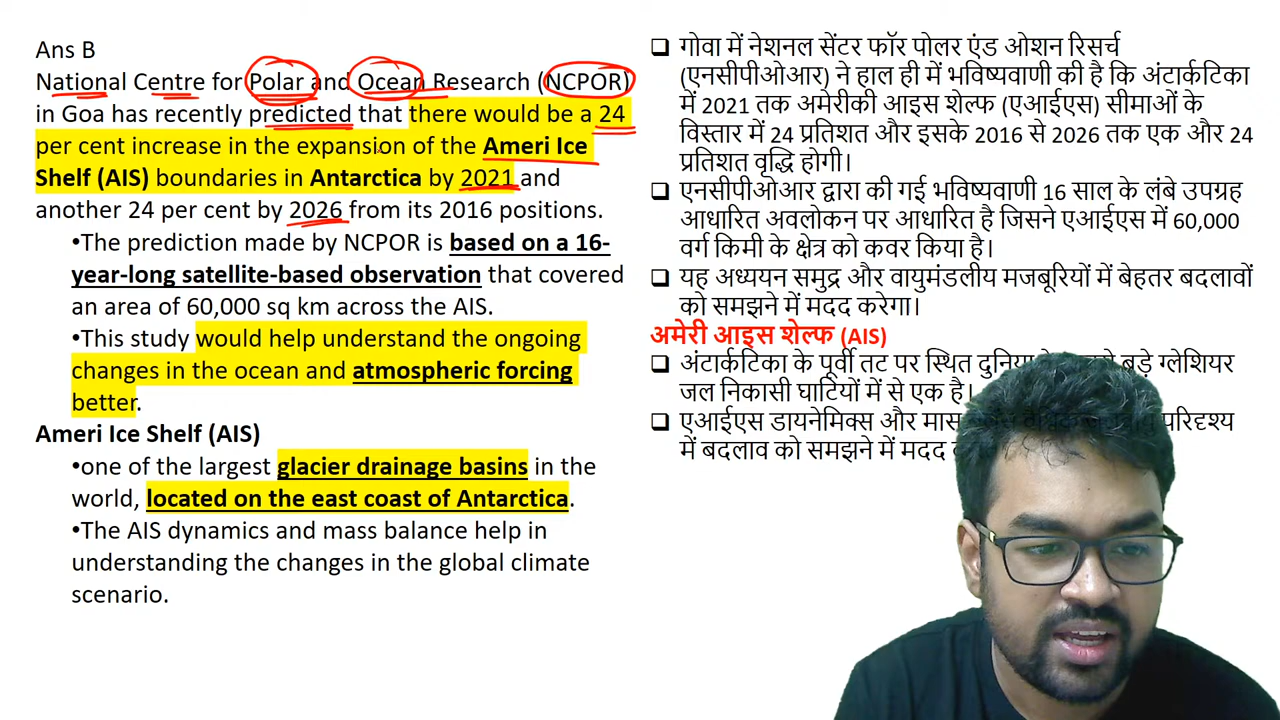 Ans B
National Centre for Polar and Ocean Research (NCPOR)
in Goa has recently predicted that there would be a 24
per cent increase in the expansion of the Ameri Ice
Shelf (AIS) boundaries in Antarctica by 2021 and
another 24 per cent by 2026 from its 2016 positions.
•The prediction made by NCPOR is based on a 16-
year-long satellite-based observation that covered
an area of 60,000 sq km across the AIS.
•This study would help understand the ongoing
changes in the ocean and atmospheric forcing
better.
Ameri Ice Shelf (AIS)
•one of the largest glacier drainage basins in the
world, located on the east coast of Antarctica.
•The AIS dynamics and mass balance help in
understanding the changes in the global climate
scenario.
❑ गोवा में नेशनल सेंटर फॉर पोलर एंड ओशन रिसर्च
(एनसीपीओआर) ने हाल ही में भविष्यवाणी की है कि अंटार्कटिका
में 2021 तक अमेरीकी आइस शेल्फ (एआईएस) सीमाओं के
विस्तार में 24 प्रतिशत और इसके 2016 से 2026 तक एक और 24
प्रतिशत वृद्धि होगी।
❑ एनसीपीओआर द्वारा की गई भविष्यवाणी 16 साल के लंबे उपग्रह
आधारित अवलोकन पर आधारित है जिसने एआईएस में 60,000
वर्ग किमी के क्षेत्र को कवर किया है।
❑ यह अध्ययन समुद्र और वायुमंडलीय मजबूरियों में बेहतर बदलावों
को समझने में मदद करेगा।
अमेरी आइस शेल्फ (AIS)
❑ अंटार्कटिका के पूर्वी तट पर स्थित दुनिया बड़े ग्लेशियर
जल निकासी घाटियों में से एक है।
❑ एआईएस डायनेमिक्स और मास परिदृश्य
में बदलाव को समझने में मदद